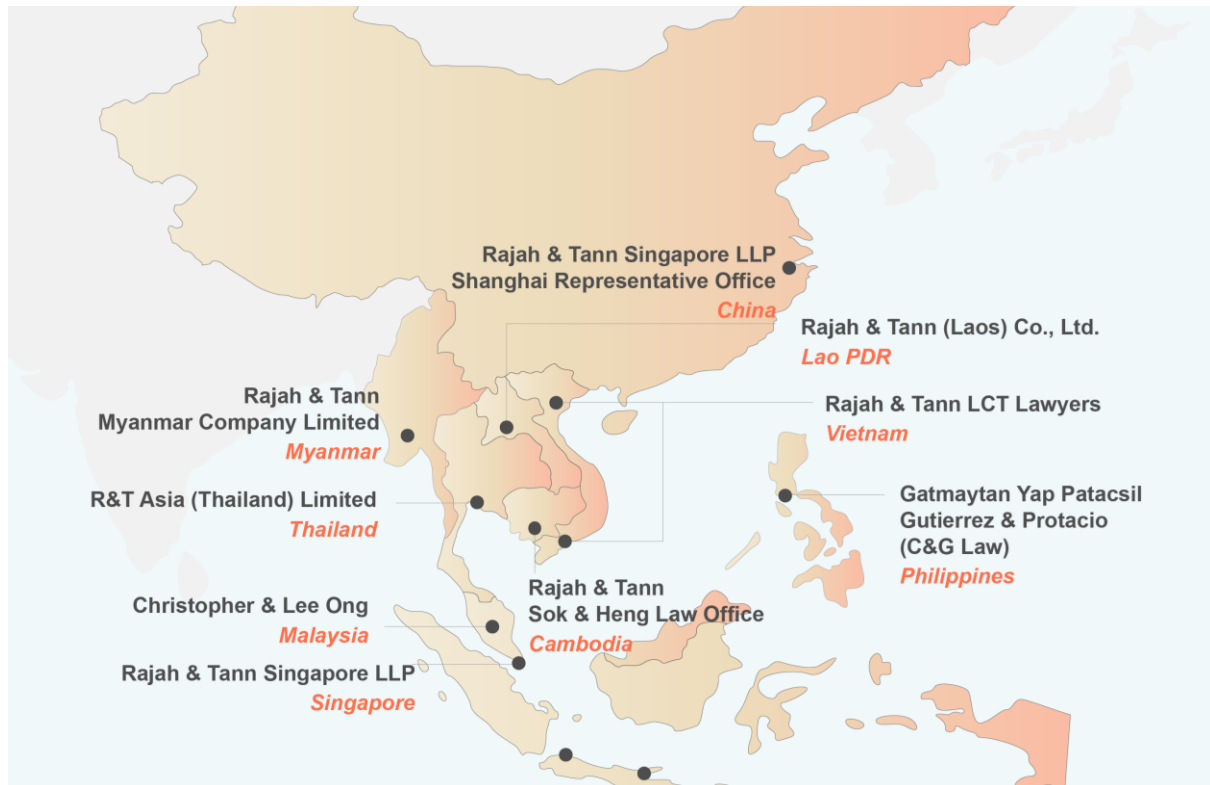 Rajah & Tann Singapore LLP
Shanghai Representative Office
China
Rajah & Tann (Laos) Co., Ltd.
Lao PDR
Rajah & Tann
Myanmar Company Limited
Myanmar
Rajah & Tann LCT Lawyers
Vietnam
R&T Asia (Thailand) Limited
Thailand
Gatmaytan Yap Patacsil
Gutierrez & Protacio
(C&G Law)
Philippines
Rajah & Tann
Sok & Heng Law Office
Cambodia
Christopher & Lee Ong
Malaysia
Rajah & Tann Singapore LLP
Singapore